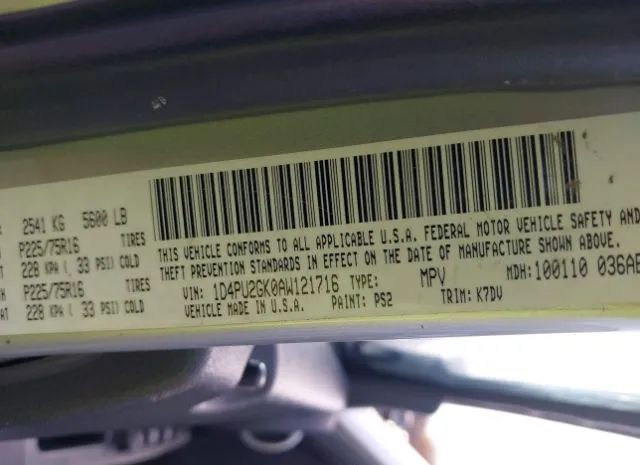 2541 KG 5600 LB
P225/75R16 TIRES
228 KPA ( 33 PSI) COLD
P225/75R16 TIRES
228 KPA ( 33 PSI) COLD
THIS VEHICLE CONFORMS TO ALL APPLICABLE U.S.A. FEDERAL MOTOR VEHICLE SAFETY AND
THEFT PREVENTION STANDARDS IN EFFECT ON THE DATE OF MANUFACTURE SHOWN ABOVE.
VIN: 1D4PU2GK0AW121716 TYPE: MPV MDH:100110 036AE
VEHICLE MADE IN U.S.A. PAINT: PS2 TRIM: K7DV